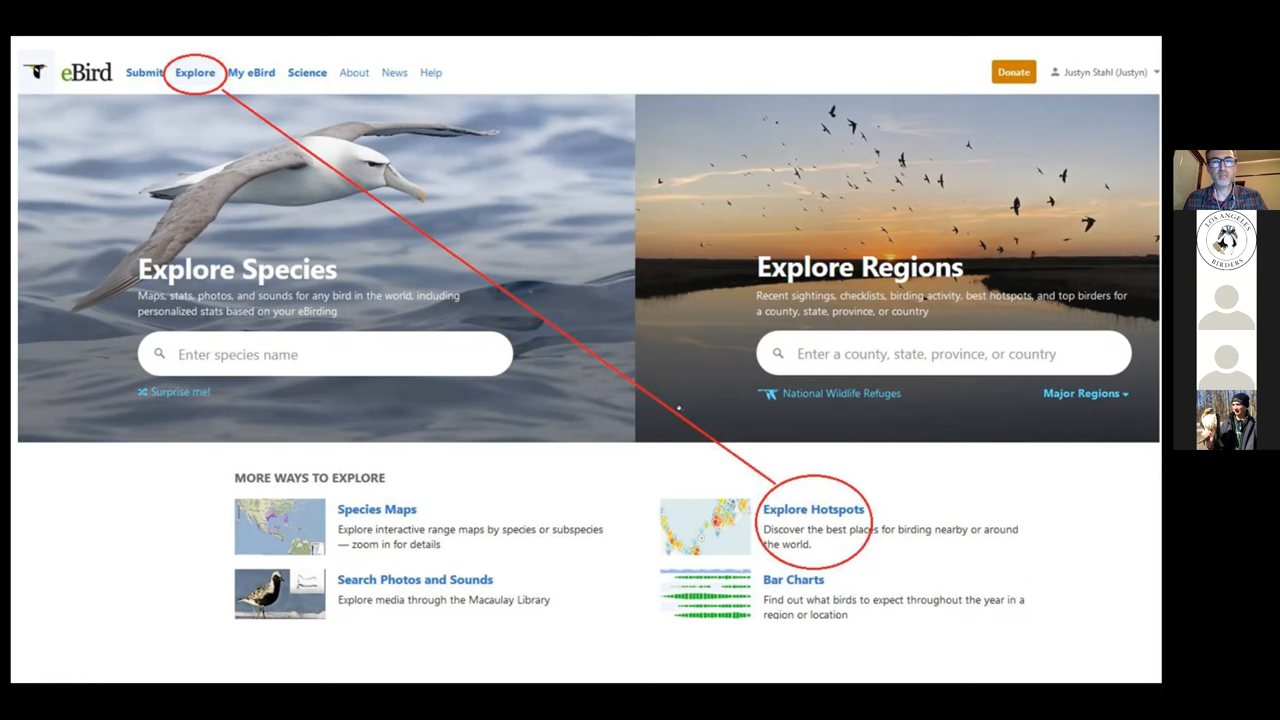 eBird Submit Explore My eBird Science About News Help Donate Justyn Stahl (Justyn)
Explore Species
Maps, stats, photos, and sounds for any bird in the world, including
personalized stats based on your eBirding
Enter species name
Surprise me!
Explore Regions
Recent sightings, checklists, birding activity, best hotspots, and top birders for
a county, state, province, or country
Enter a county, state, province, or country
National Wildlife Refuges
Major Regions
MORE WAYS TO EXPLORE
Species Maps
Explore interactive range maps by species or subspecies
— zoom in for details
Explore Hotspots
Discover the best places for birding nearby or around
the world.
Search Photos and Sounds
Explore media through the Macaulay Library
Bar Charts
Find out what birds to expect throughout the year in a
region or location
LOS ANGELES
BIRDERS